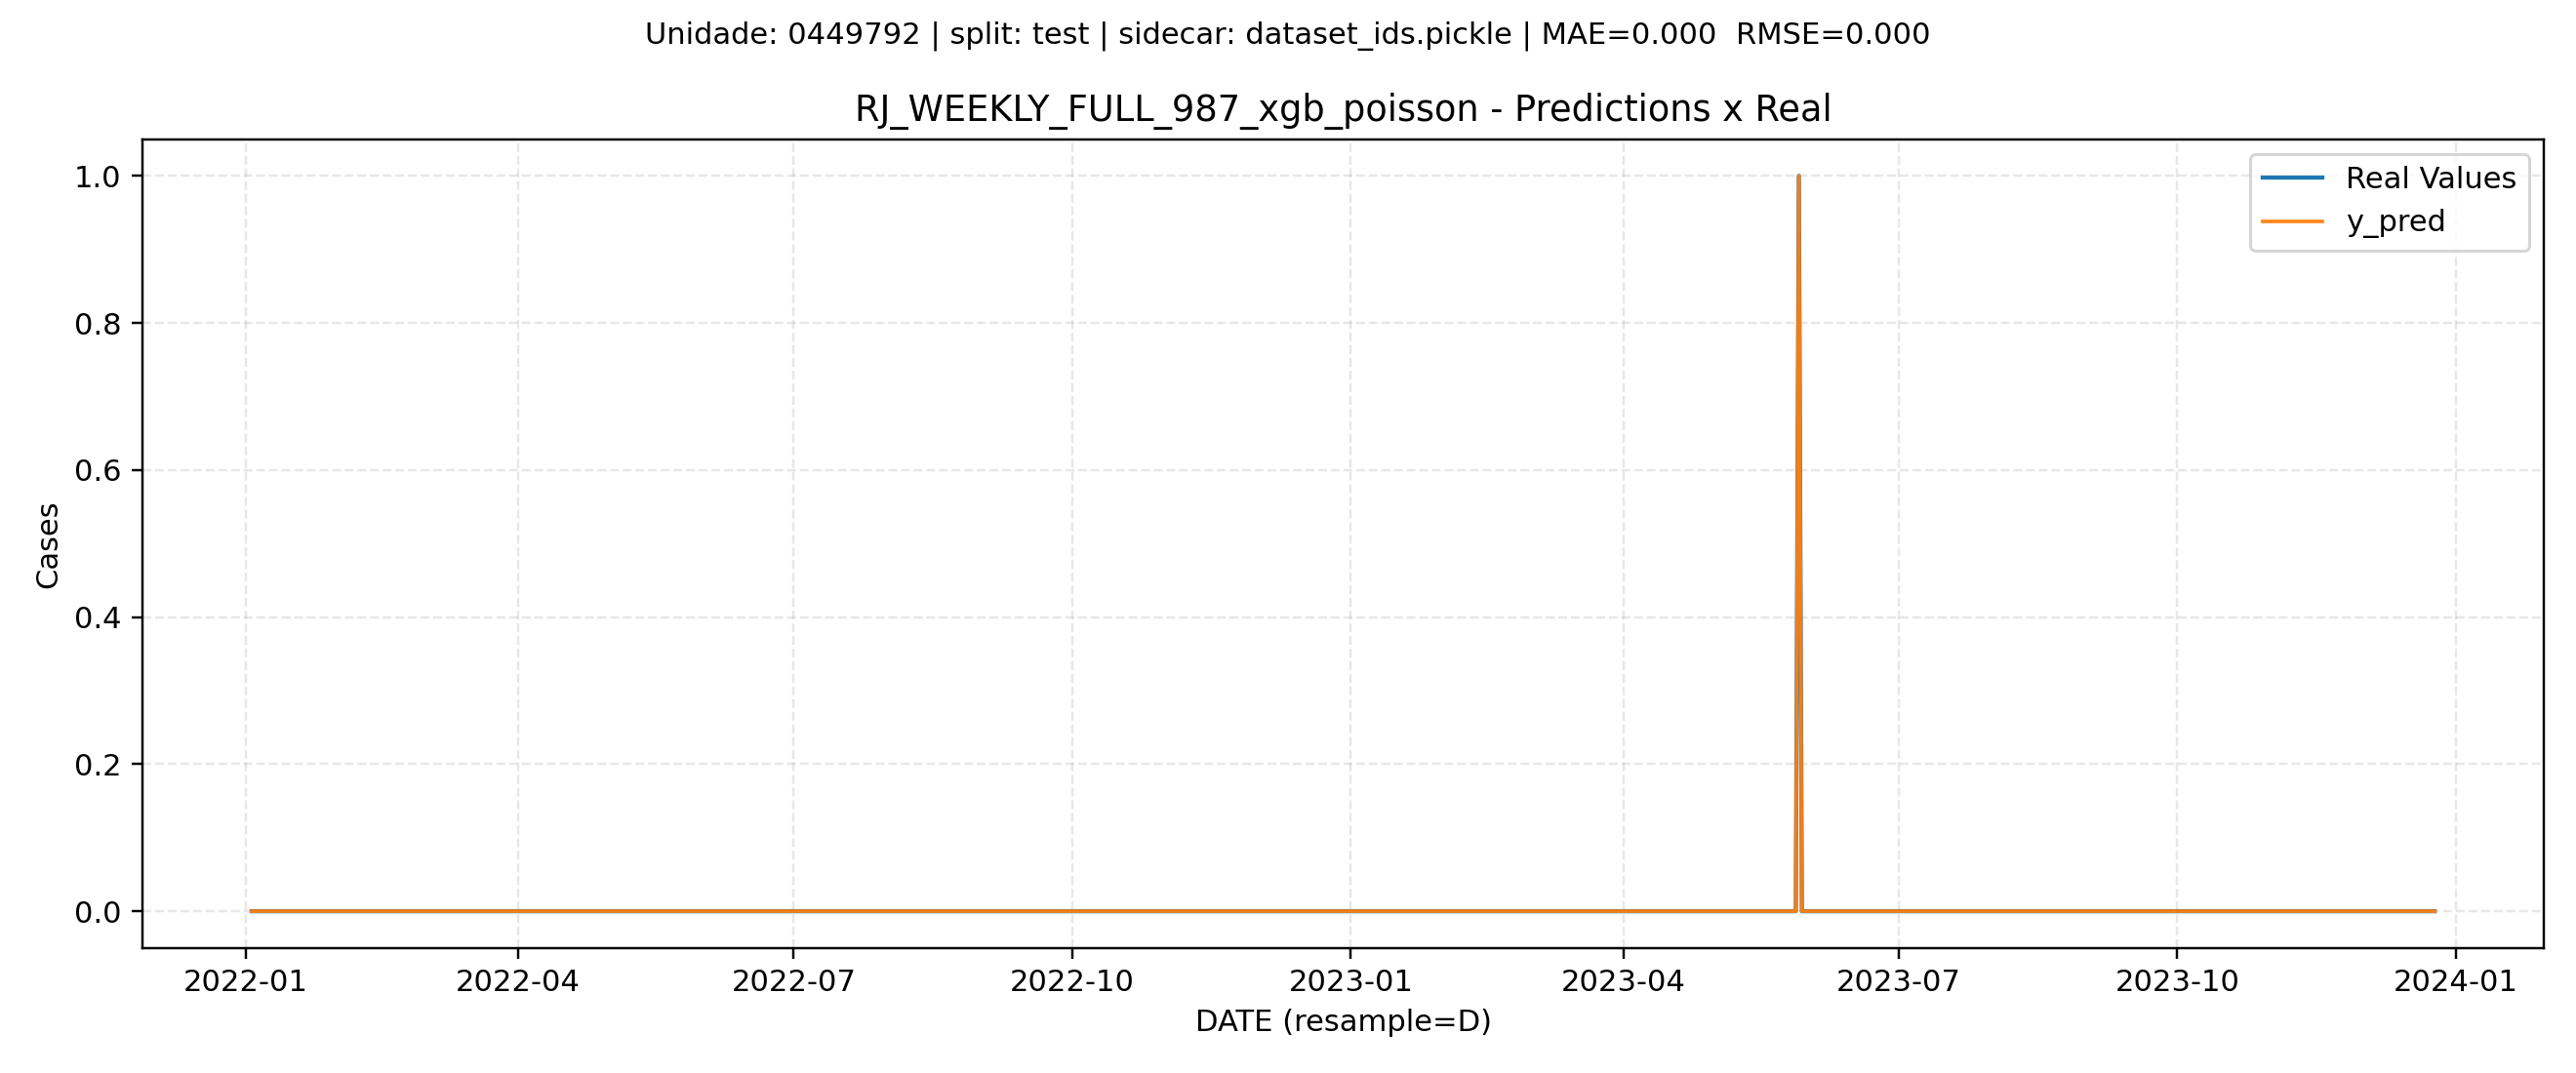 Unidade: 0449792 | split: test | sidecar: dataset_ids.pickle | MAE=0.000  RMSE=0.000
RJ_WEEKLY_FULL_987_xgb_poisson - Predictions x Real
Real Values
y_pred
1.0
0.8
0.6
0.4
0.2
0.0
Cases
2022-01 2022-04 2022-07 2022-10 2023-01 2023-04 2023-07 2023-10 2024-01
DATE (resample=D)